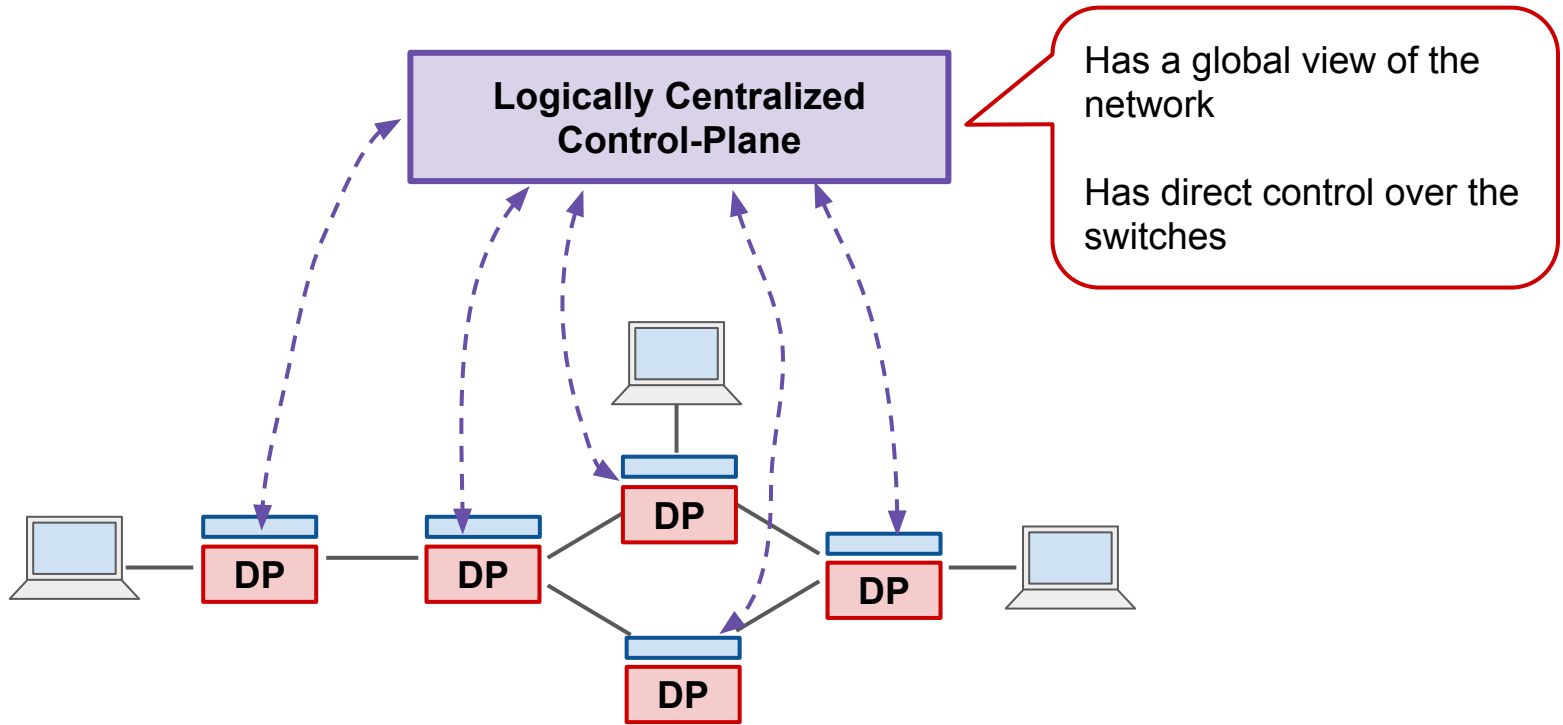 Logically Centralized
Control-Plane
Has a global view of the
network
Has direct control over the
switches
DP
DP
DP
DP
DP